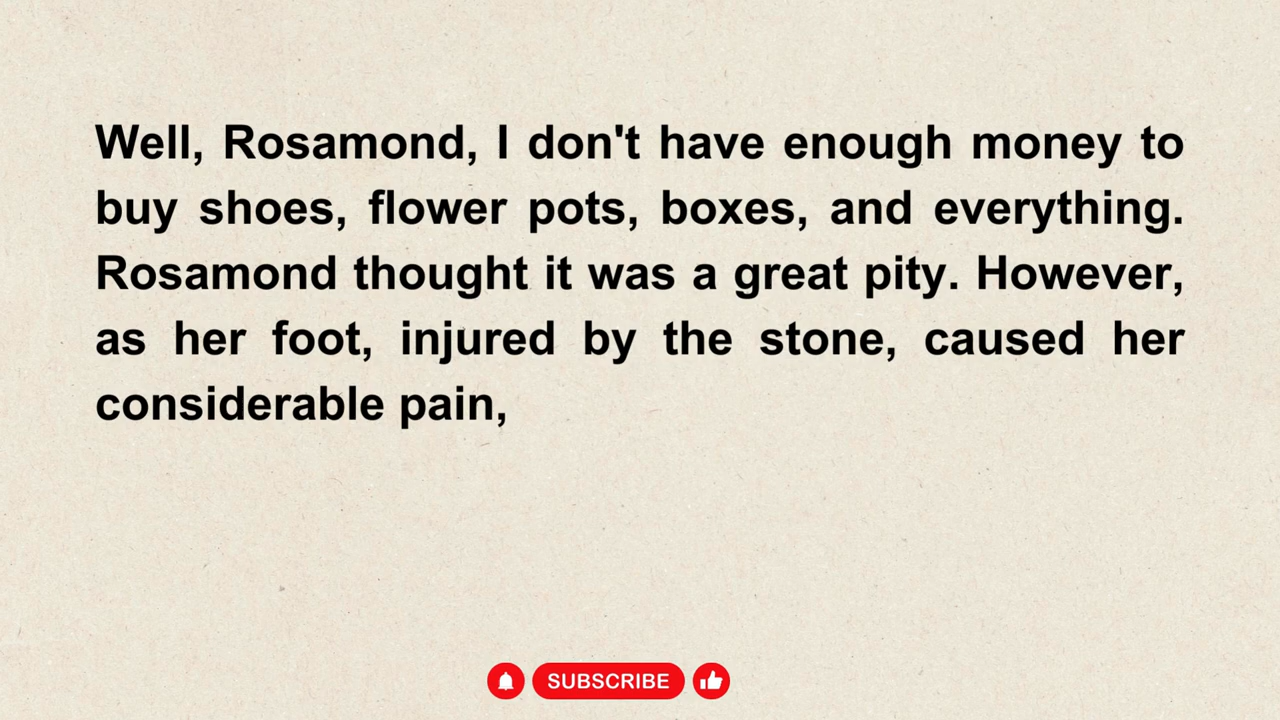 Well, Rosamond, I don't have enough money to
buy shoes, flower pots, boxes, and everything.
Rosamond thought it was a great pity. However,
as her foot, injured by the stone, caused her
considerable pain,
SUBSCRIBE